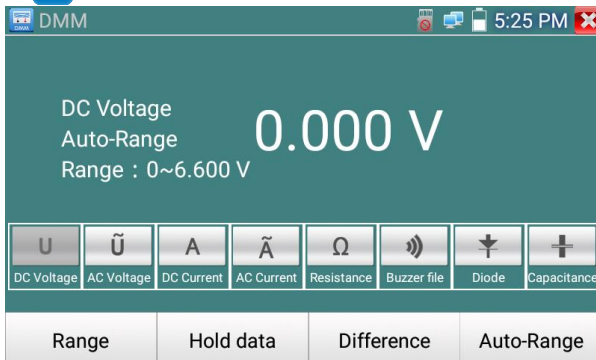 DMM 5:25 PM
DC Voltage
Auto-Range
0.000 V
Range : 0~6.600 V
U Ũ A Ã Ω
DC Voltage AC Voltage DC Current AC Current Resistance Buzzer file Diode Capacitance
Range Hold data Difference Auto-Range